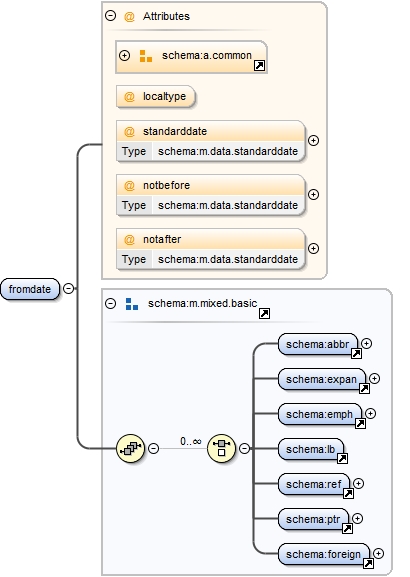 Attributes
schema:a.common
@ localtype
@ standarddate
Type schema:m.data.standarddate
@ notbefore
Type schema:m.data.standarddate
@ notafter
Type schema:m.data.standarddate
fromdate
schema:m.mixed.basic
0..∞
schema:abbr
schema:expan
schema:emph
schema:lb
schema:ref
schema:ptr
schema:foreign